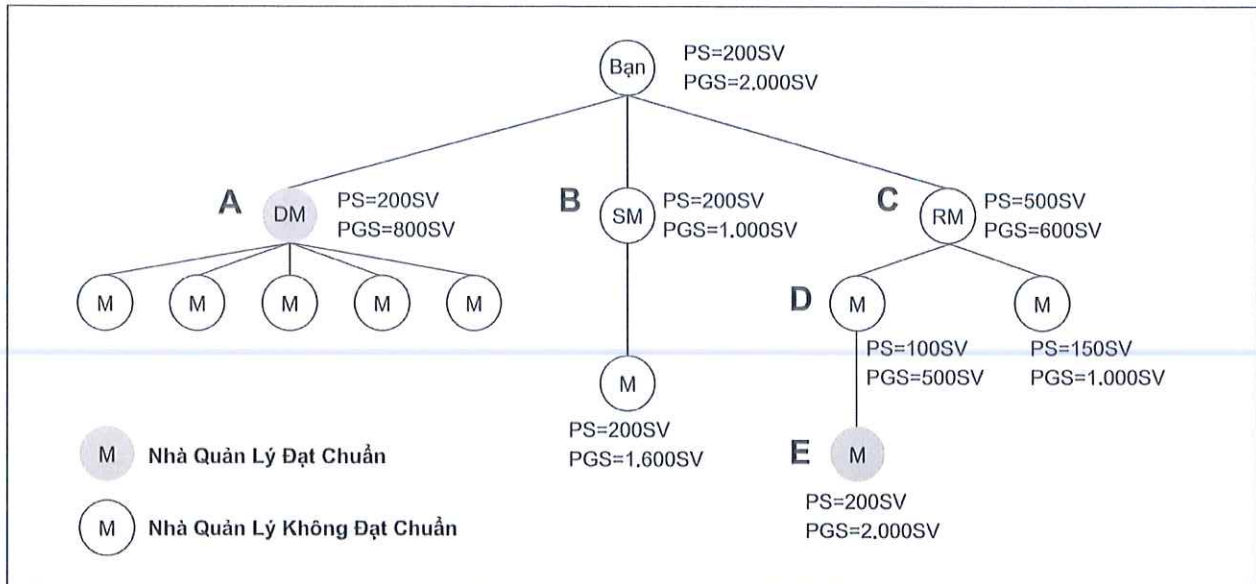 Bạn
PS=200SV
PGS=2.000SV
A
DM
PS=200SV
PGS=800SV
B
SM
PS=200SV
PGS=1.000SV
C
RM
PS=500SV
PGS=600SV
M
M
M
M
M
D
M
PS=100SV
PGS=500SV
M
PS=150SV
PGS=1.000SV
M
PS=200SV
PGS=1.600SV
E
M
PS=200SV
PGS=2.000SV
M Nhà Quản Lý Đạt Chuẩn
M Nhà Quản Lý Không Đạt Chuẩn